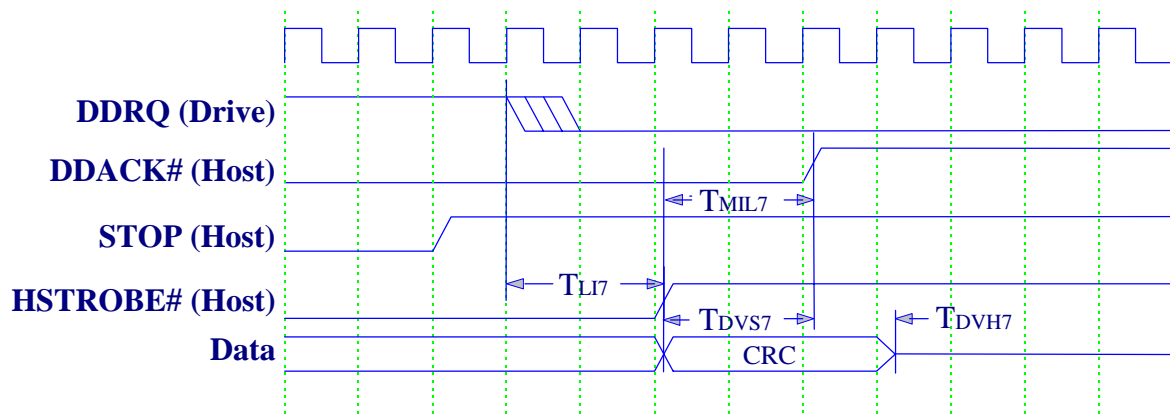 DDRQ (Drive)
DDACK# (Host)
TMIL7
STOP (Host)
TLI7
HSTROBE# (Host)
TDVS7
TDVH7
Data
CRC